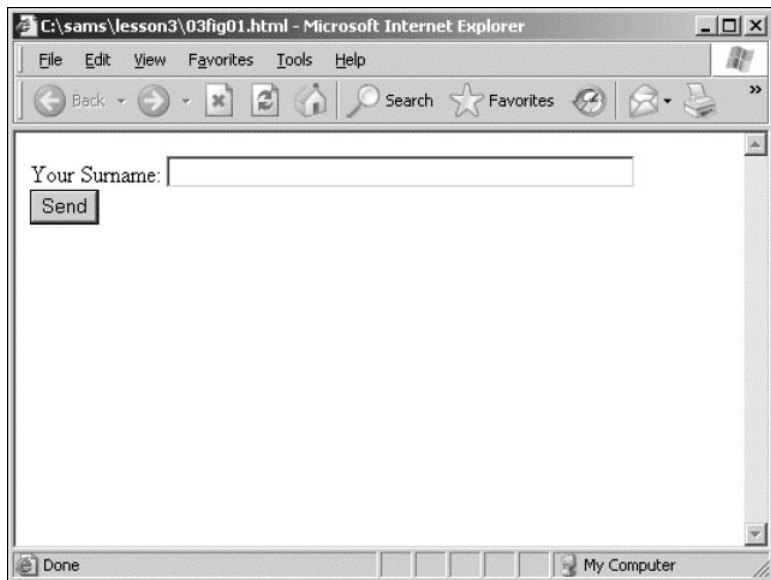 C:\sams\lesson3\03fig01.html - Microsoft Internet Explorer
File Edit View Favorites Tools Help
Back Search Favorites »
Your Surname:
Send
Done My Computer